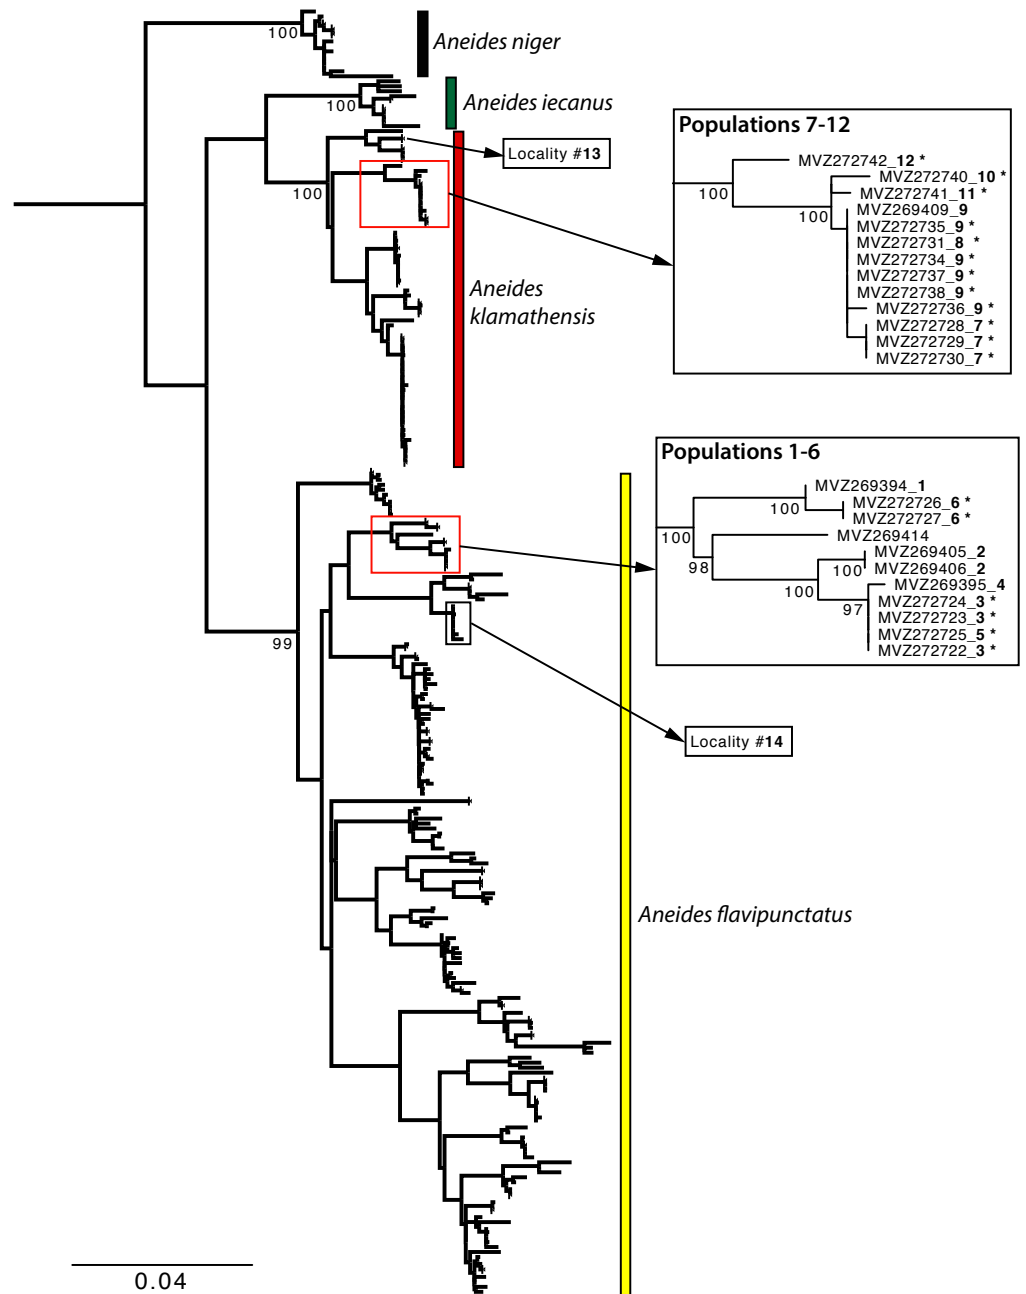 100
Aneides niger
100
Aneides iecanus
Locality #13
100
Aneides
klamathensis
Populations 7-12
MVZ272742_12 *
MVZ272740_10 *
100
MVZ272741_11 *
MVZ269409_9
100
MVZ272735_9 *
MVZ272731_8 *
MVZ272734_9 *
MVZ272737_9 *
MVZ272738_9 *
MVZ272736_9 *
MVZ272728_7 *
MVZ272729_7 *
MVZ272730_7 *
Populations 1-6
MVZ269394_1
MVZ272726_6 *
100
MVZ272727_6 *
100
MVZ269414
MVZ269405_2
98
100
MVZ269406_2
MVZ269395_4
100
MVZ272724_3 *
97
MVZ272723_3 *
MVZ272725_5 *
MVZ272722_3 *
99
Locality #14
Aneides flavipunctatus
0.04